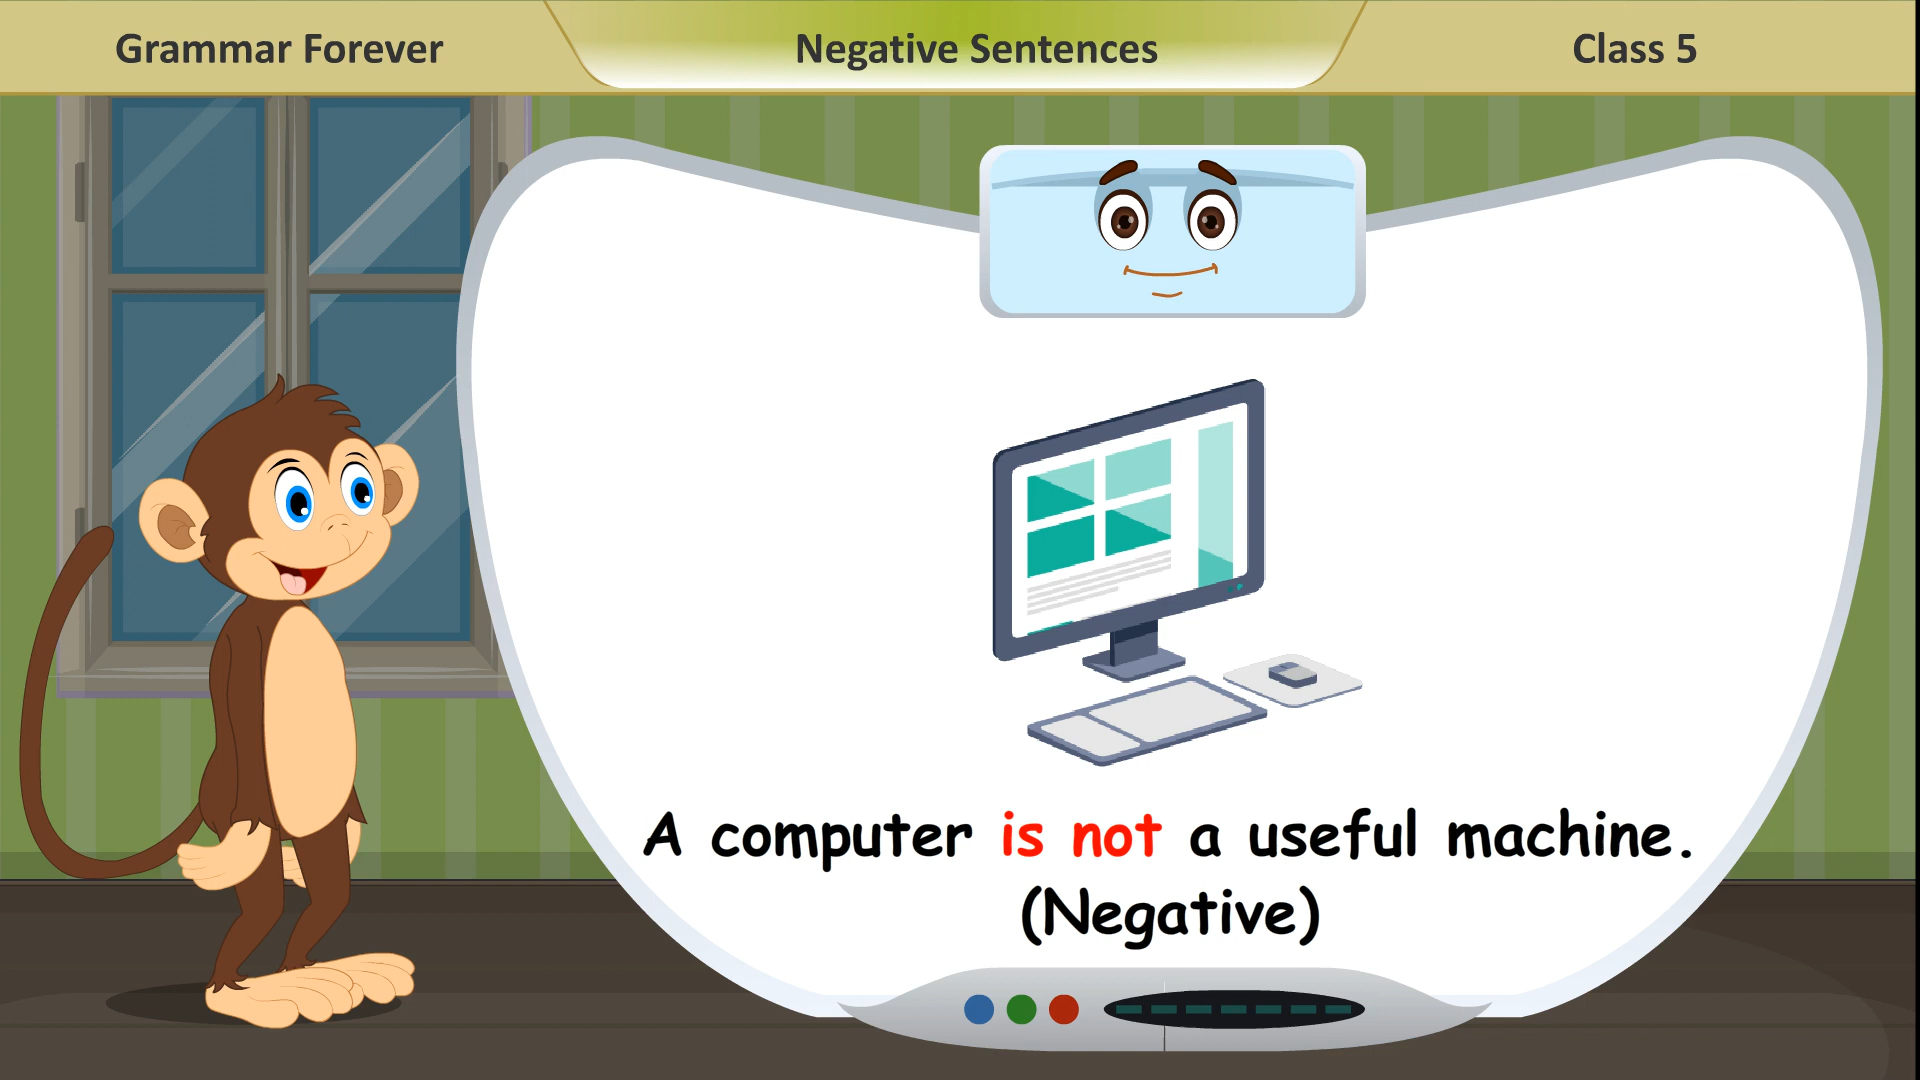 Grammar Forever
Negative Sentences
Class 5
A computer is not a useful machine.
(Negative)